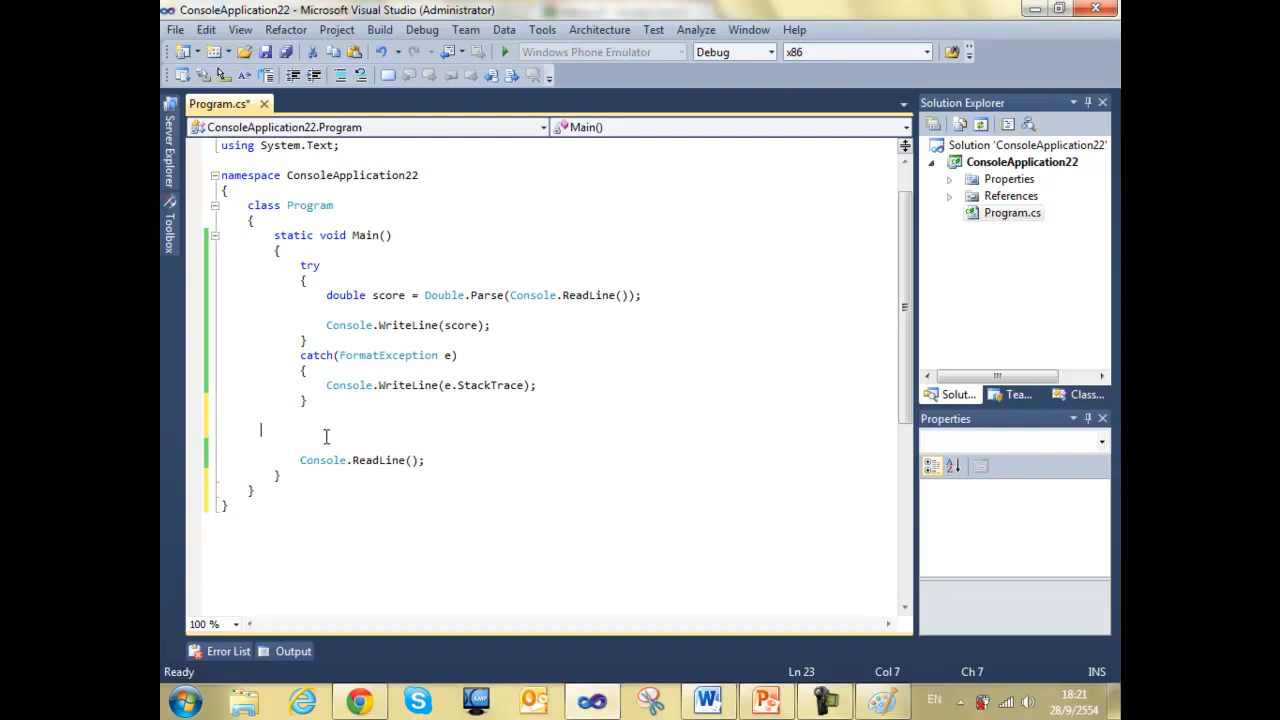 ConsoleApplication22 - Microsoft Visual Studio (Administrator)
File Edit View Refactor Project Build Debug Team Data Tools Architecture Test Analyze Window Help
Windows Phone Emulator Debug x86
Program.cs*
Solution Explorer
ConsoleApplication22.Program Main()
Server Explorer
Toolbox
using System.Text;
namespace ConsoleApplication22
{
class Program
{
static void Main()
{
try
{
double score = Double.Parse(Console.ReadLine());
Console.WriteLine(score);
}
catch(FormatException e)
{
Console.WriteLine(e.StackTrace);
}
Console.ReadLine();
}
}
}
100 %
Solution 'ConsoleApplication22'
ConsoleApplication22
Properties
References
Program.cs
Solut... Tea... Class...
Properties
Error List Output
Ready Ln 23 Col 7 Ch 7 INS
EN 18:21
28/9/2554